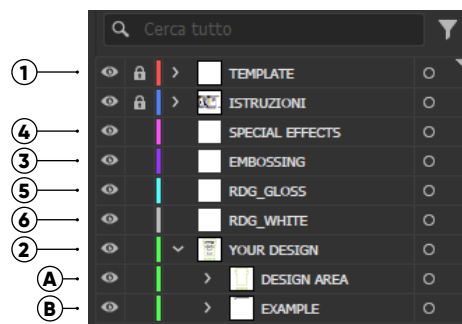 Cerca tutto
1 TEMPLATE
ISTRUZIONI
4 SPECIAL EFFECTS
3 EMBOSSING
5 RDG_GLOSS
6 RDG_WHITE
2 YOUR DESIGN
A DESIGN AREA
B EXAMPLE